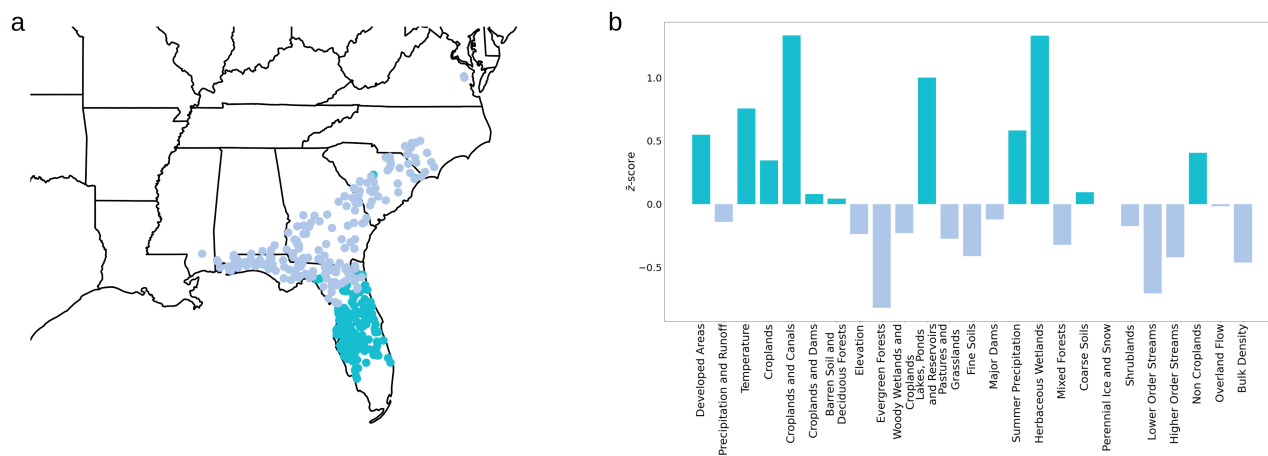 a
b
1.0
0.5
0.0
−0.5
z̄-score
Developed Areas
Precipitation and Runoff
Temperature
Croplands
Croplands and Canals
Croplands and Dams
Barren Soil and
Deciduous Forests
Elevation
Evergreen Forests
Woody Wetlands and
Croplands
Lakes, Ponds
and Reservoirs
Pastures and
Grasslands
Fine Soils
Major Dams
Summer Precipitation
Herbaceous Wetlands
Mixed Forests
Coarse Soils
Perennial Ice and Snow
Shrublands
Lower Order Streams
Higher Order Streams
Non Croplands
Overland Flow
Bulk Density